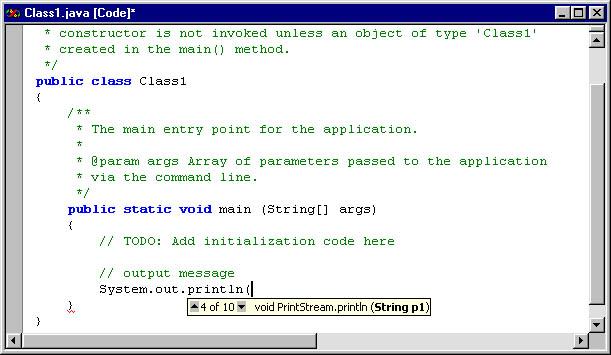 Class1.java [Code]*
* constructor is not invoked unless an object of type 'Class1'
* created in the main() method.
*/
public class Class1
{
/**
* The main entry point for the application.
*
* @param args Array of parameters passed to the application
* via the command line.
*/
public static void main (String[] args)
{
// TODO: Add initialization code here
// output message
System.out.println(
4 of 10 void PrintStream.println (String p1)
}
}